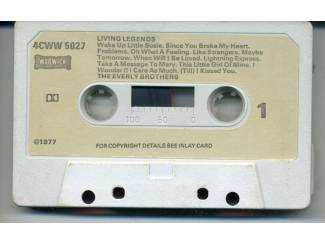 LIVING LEGENDS
4CWW 5027
Wake Up Little Susie. Since You Broke My Heart.
Problems. Oh What A Feeling. Like Strangers. Maybe
Tomorrow. When Will I Be Loved. Lightning Express.
Take A Message To Mary. This Little Girl Of Mine. I
Wonder If I Care As Much. (Till) I Kissed You.
THE EVERLY BROTHERS
WARWICK
100 50 0
1
©1977
FOR COPYRIGHT DETAILS SEE INLAY CARD